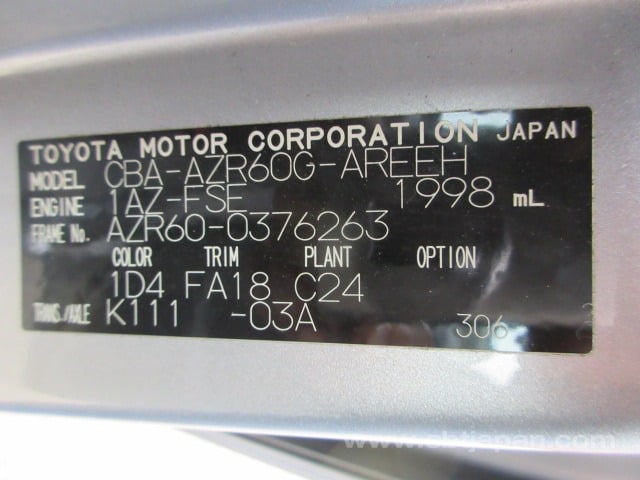 TOYOTA MOTOR CORPORATION JAPAN
MODEL CBA-AZR60G-AREEH
ENGINE 1AZ-FSE 1998 mL
FRAME No. AZR60-0376263
COLOR TRIM PLANT OPTION
1D4 FA18 C24
TRANS./AXLE K111 -03A 306